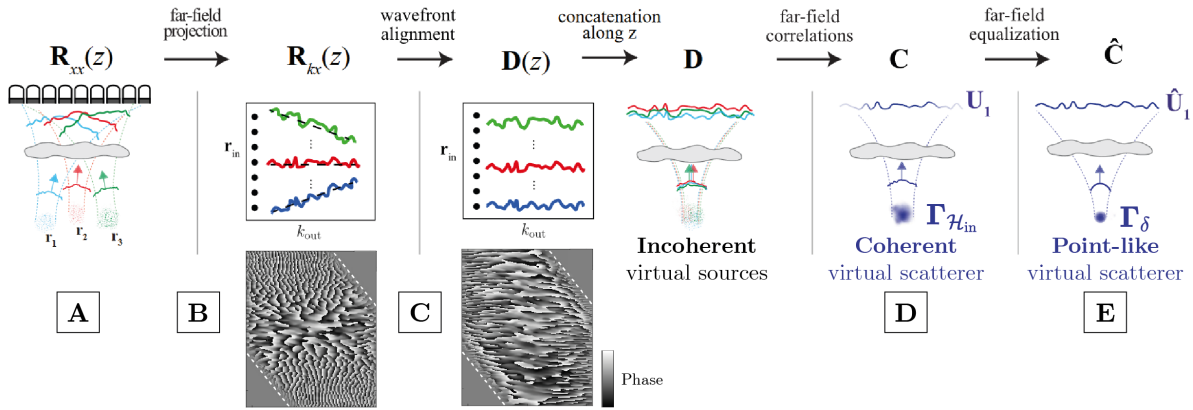 far-field
projection
wavefront
alignment
concatenation
along z
far-field
correlations
far-field
equalization
R_xx(z)
R_kx(z)
D(z)
D
C
Ĉ
r_in
r_in
U_1
Û_1
r_1
r_2
r_3
k_out
k_out
Γ_ℋin
Γ_δ
Incoherent
virtual sources
Coherent
virtual scatterer
Point-like
virtual scatterer
A
B
C
D
E
Phase